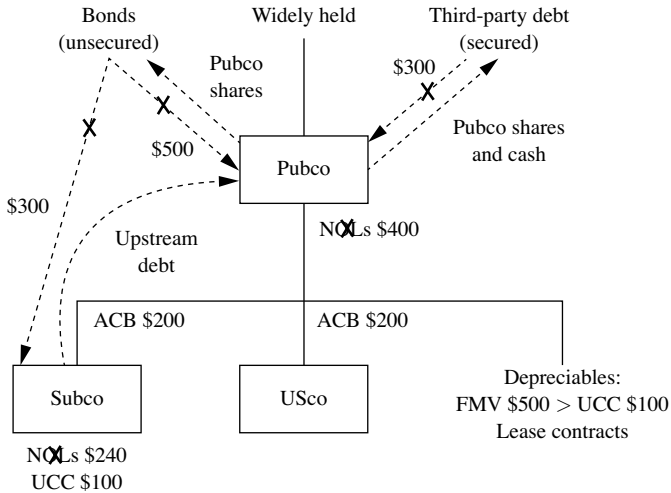 Bonds
(unsecured)
Widely held
Third-party debt
(secured)
Pubco
shares
$300
$500
Pubco shares
and cash
Pubco
$300
NOLs $400
Upstream
debt
ACB $200
ACB $200
Subco
USco
Depreciables:
FMV $500 > UCC $100
Lease contracts
NOLs $240
UCC $100